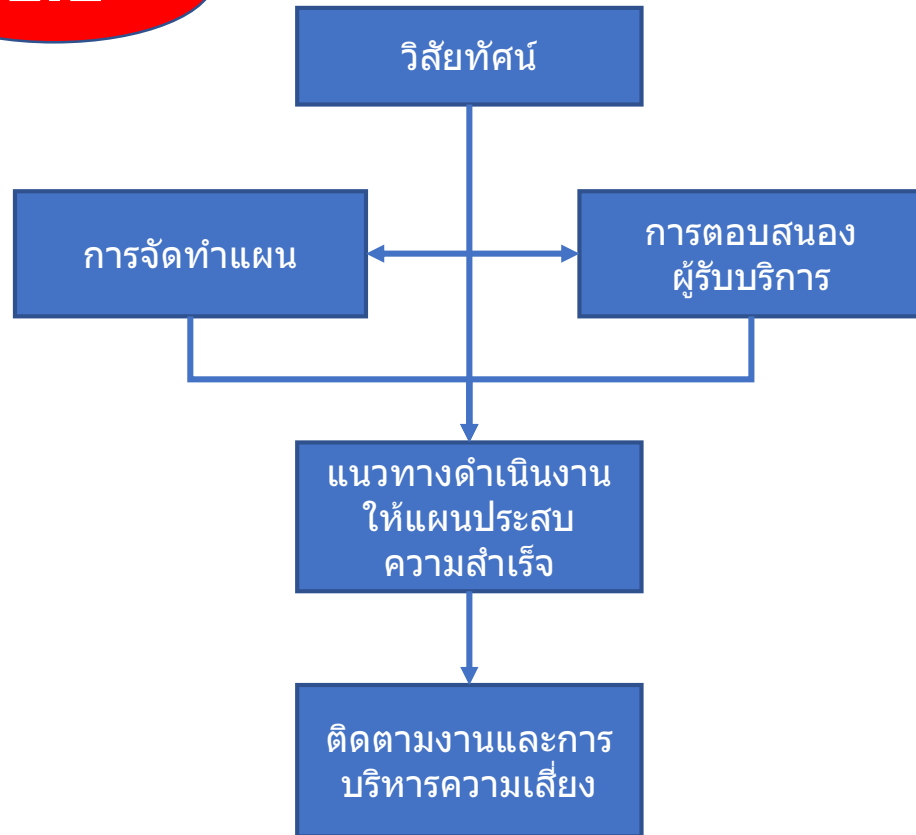 วิสัยทัศน์
การจัดทำแผน
การตอบสนอง
ผู้รับบริการ
แนวทางดำเนินงาน
ให้แผนประสบ
ความสำเร็จ
ติดตามงานและการ
บริหารความเสี่ยง